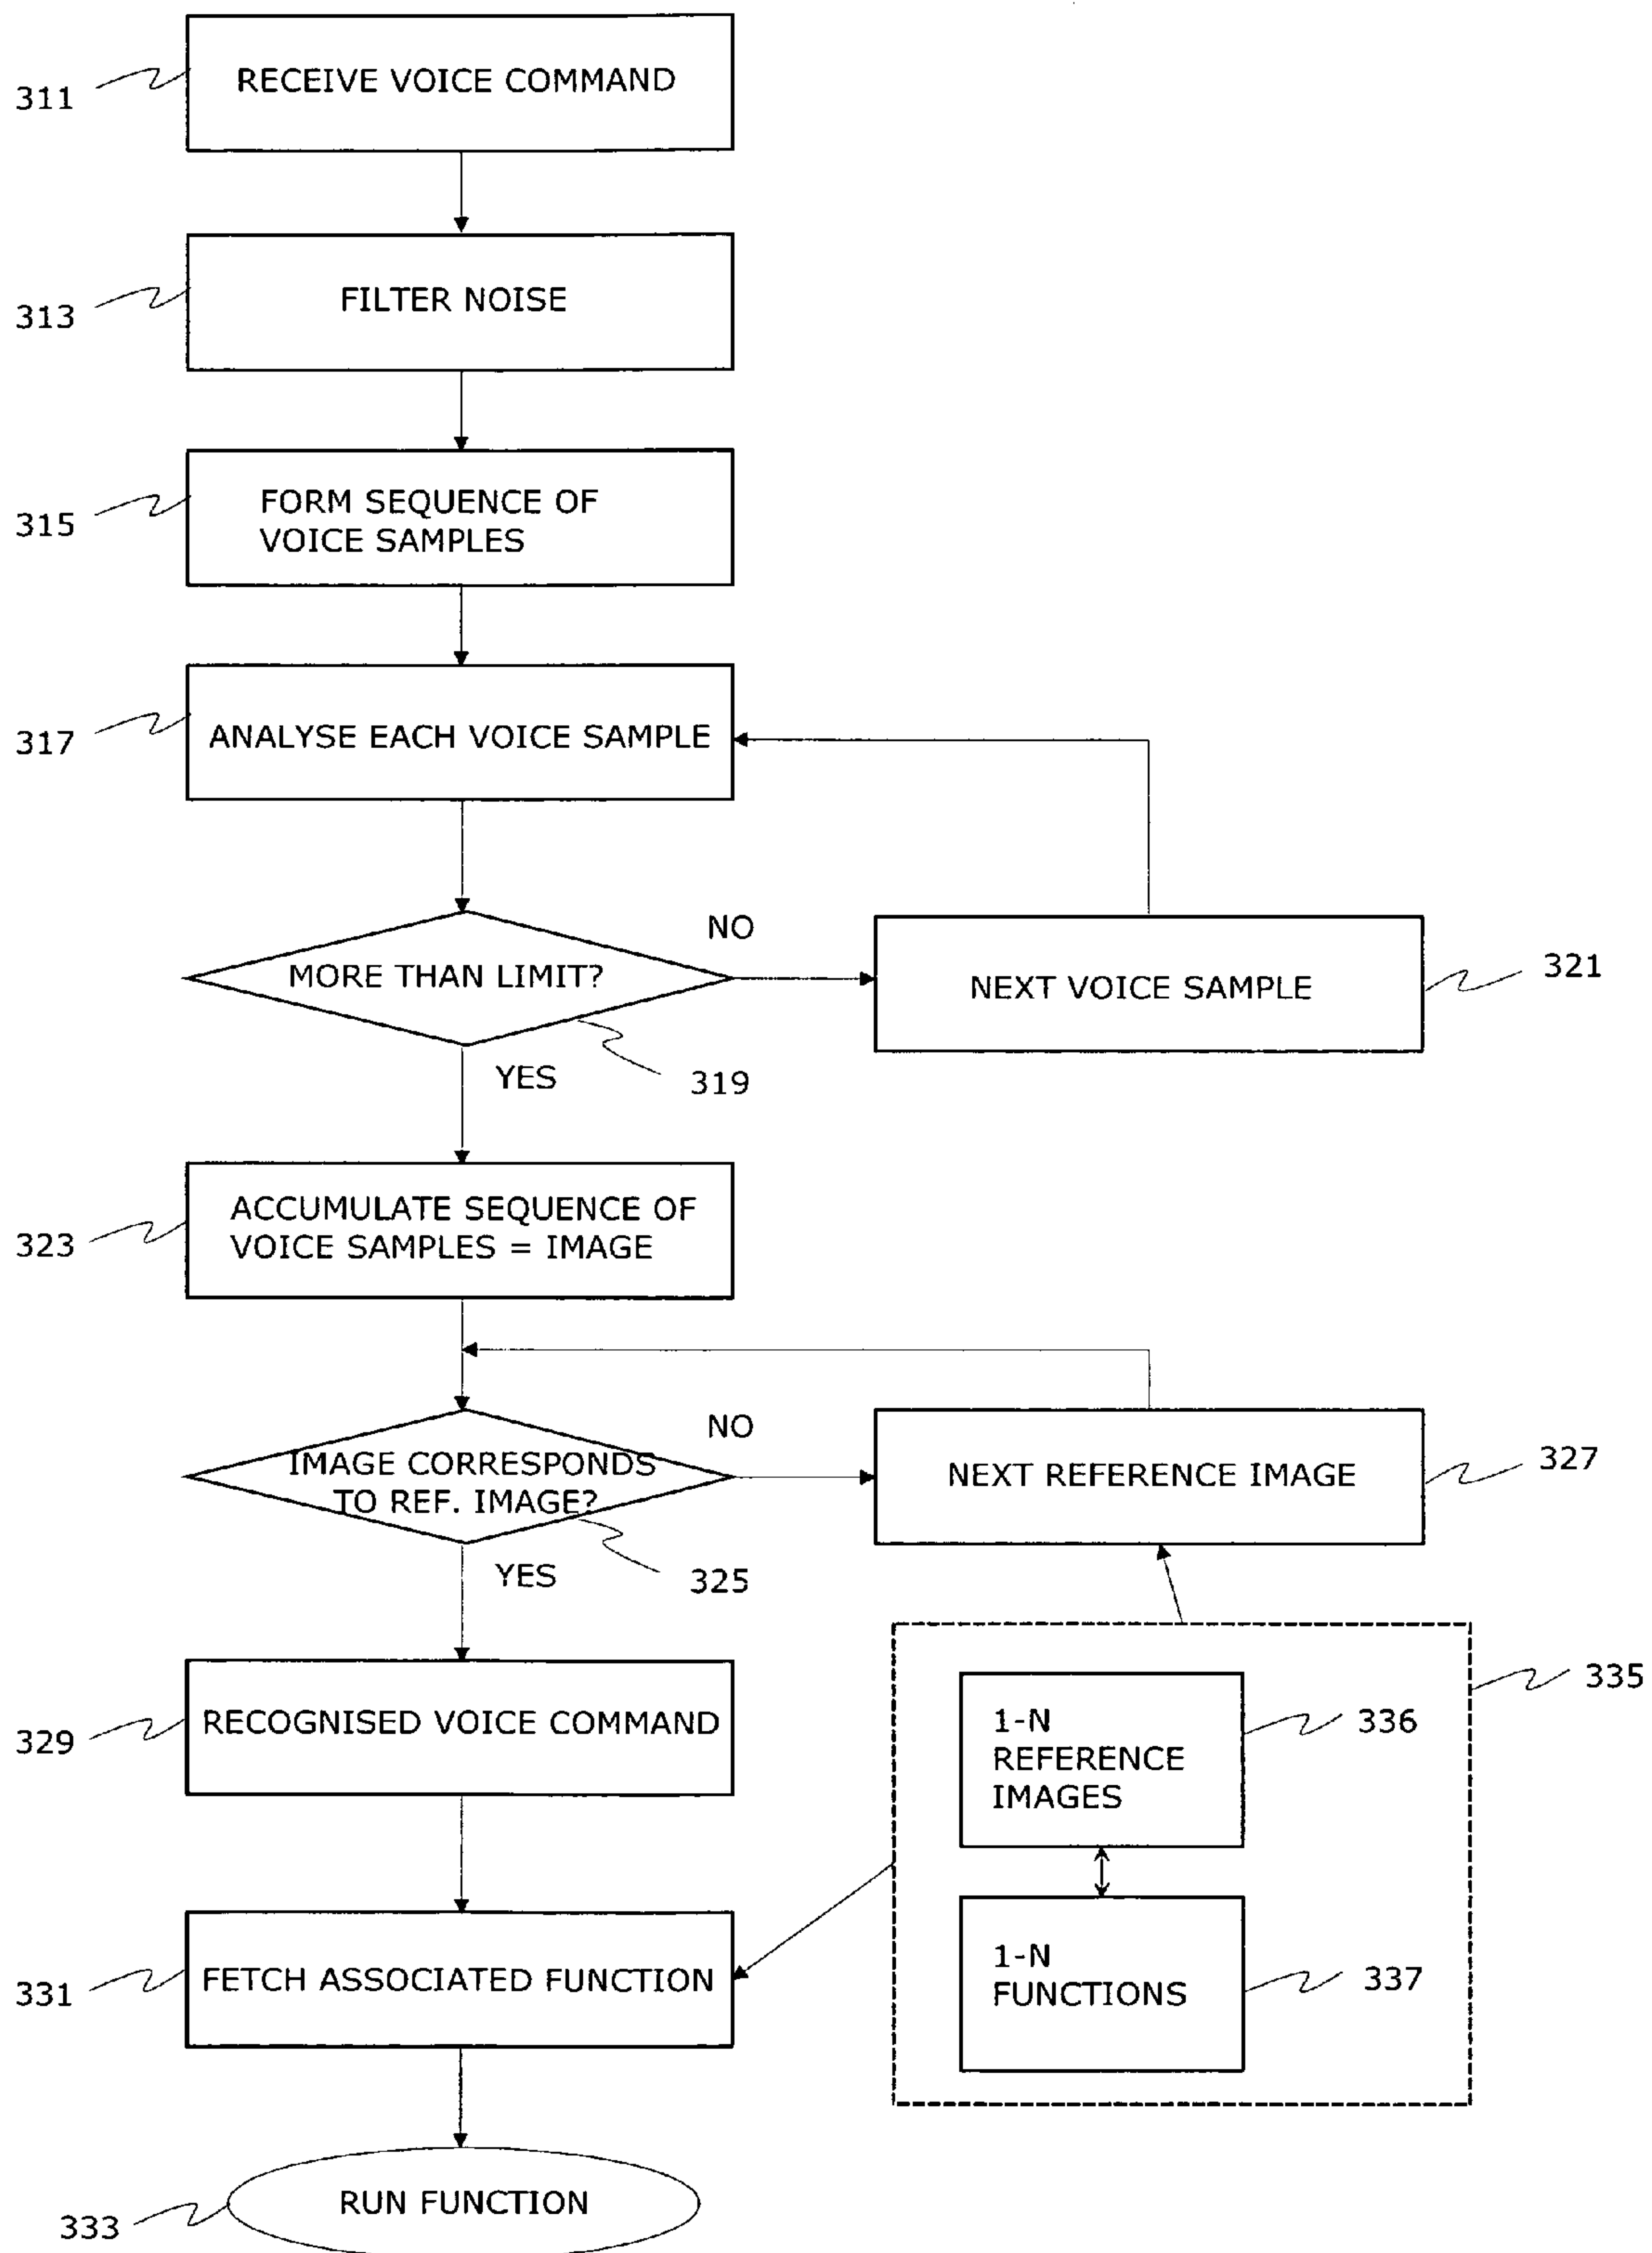 RECEIVE VOICE COMMAND
311
FILTER NOISE
313
FORM SEQUENCE OF
VOICE SAMPLES
315
ANALYSE EACH VOICE SAMPLE
317
MORE THAN LIMIT?
NO
319
YES
NEXT VOICE SAMPLE
321
ACCUMULATE SEQUENCE OF
VOICE SAMPLES = IMAGE
323
IMAGE CORRESPONDS
TO REF. IMAGE?
NO
325
YES
NEXT REFERENCE IMAGE
327
RECOGNISED VOICE COMMAND
329
335
1-N
REFERENCE
IMAGES
336
1-N
FUNCTIONS
337
FETCH ASSOCIATED FUNCTION
331
RUN FUNCTION
333